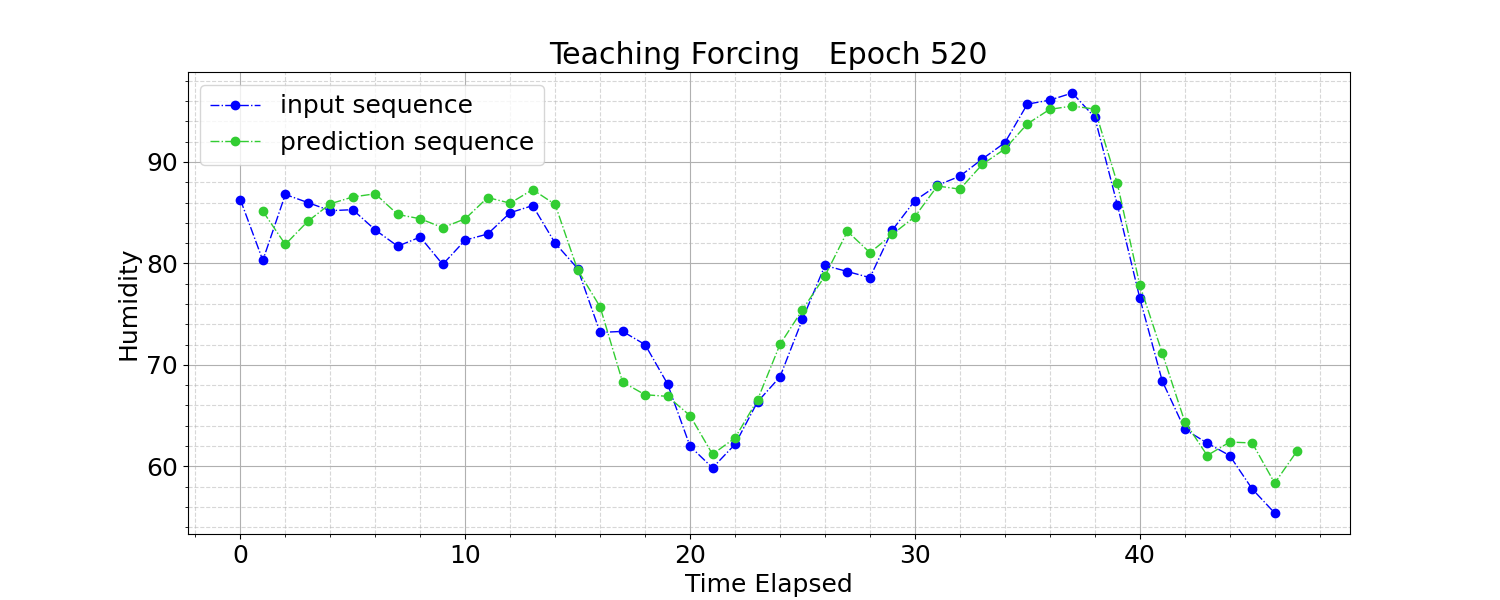 Teaching Forcing   Epoch 520
input sequence
prediction sequence
90
80
70
60
Humidity
0 10 20 30 40
Time Elapsed